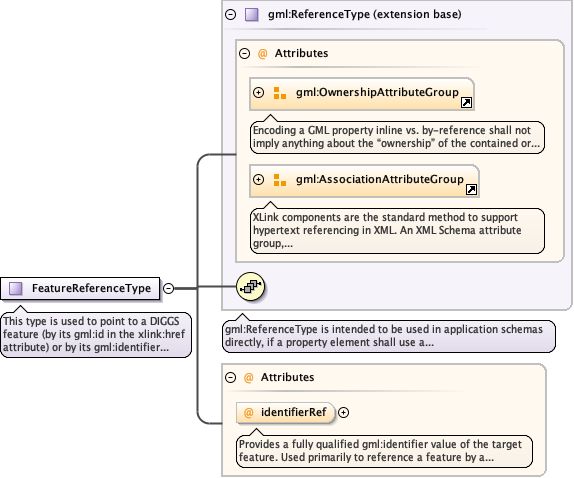 gml:ReferenceType (extension base)
@ Attributes
gml:OwnershipAttributeGroup
Encoding a GML property inline vs. by-reference shall not
imply anything about the “ownership” of the contained or...
gml:AssociationAttributeGroup
XLink components are the standard method to support
hypertext referencing in XML. An XML Schema attribute
group,...
FeatureReferenceType
This type is used to point to a DIGGS
feature (by its gml:id in the xlink:href
attribute) or by its gml:identifier...
gml:ReferenceType is intended to be used in application schemas
directly, if a property element shall use a...
@ Attributes
@ identifierRef
Provides a fully qualified gml:identifier value of the target
feature. Used primarily to reference a feature by a...